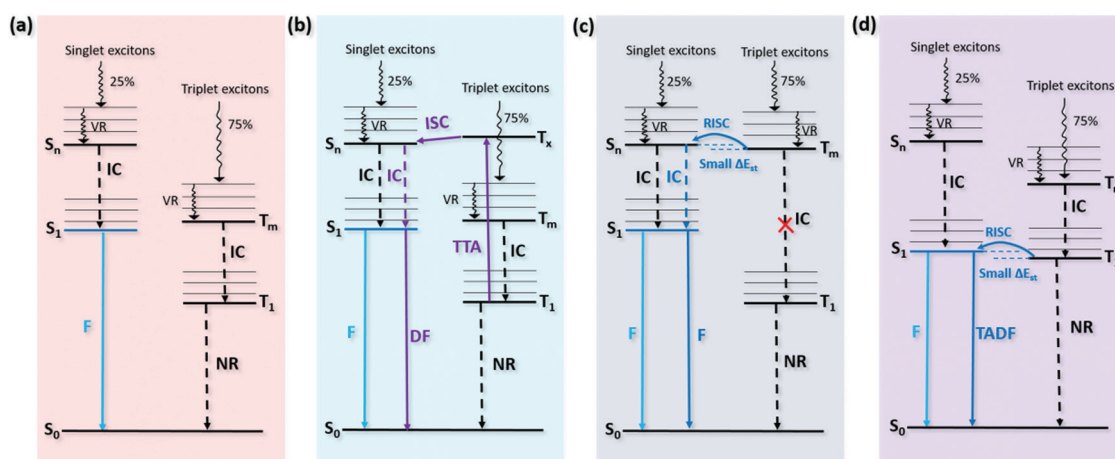 (a)
Singlet excitons
25%
Triplet excitons
VR
75%
Sn
IC
VR
S1
Tm
IC
T1
F
NR
S0
(b)
Singlet excitons
25%
Triplet excitons
VR
ISC
75%
Sn
Tx
IC
IC
VR
S1
Tm
TTA
IC
T1
F
DF
NR
S0
(c)
Singlet excitons
Triplet excitons
25%
75%
VR
RISC
VR
Sn
Tm
Small ΔEst
IC
IC
IC
S1
T1
F
F
NR
S0
(d)
Singlet excitons
25%
Triplet excitons
VR
75%
Sn
VR
IC
IC
RISC
S1
Small ΔEst
F
TADF
NR
S0